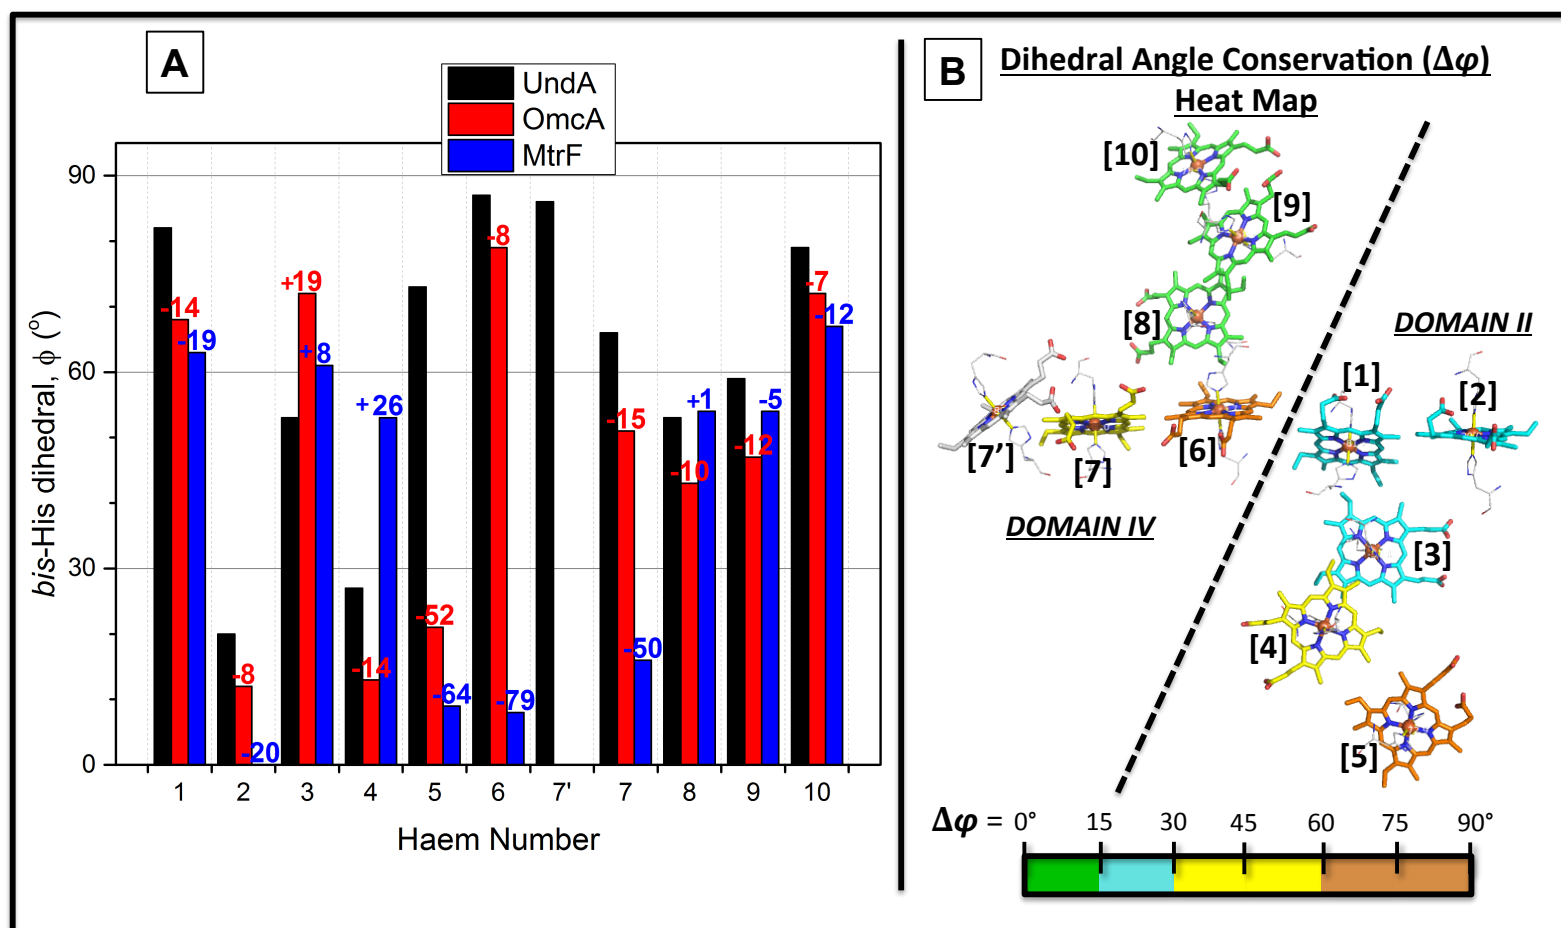 A
UndA
OmcA
MtrF
90
60
30
0
bis-His dihedral, ϕ (°)
-14
-19
-8
-20
+19
+8
-14
+26
-52
-64
-8
-79
-15
-50
-10
+1
-12
-5
-7
-12
1 2 3 4 5 6 7' 7 8 9 10
Haem Number
B
Dihedral Angle Conservation (Δφ)
Heat Map
[10]
[9]
[8]
DOMAIN II
[1]
[2]
[7’]
[7]
[6]
DOMAIN IV
[3]
[4]
[5]
Δφ = 0° 15 30 45 60 75 90°